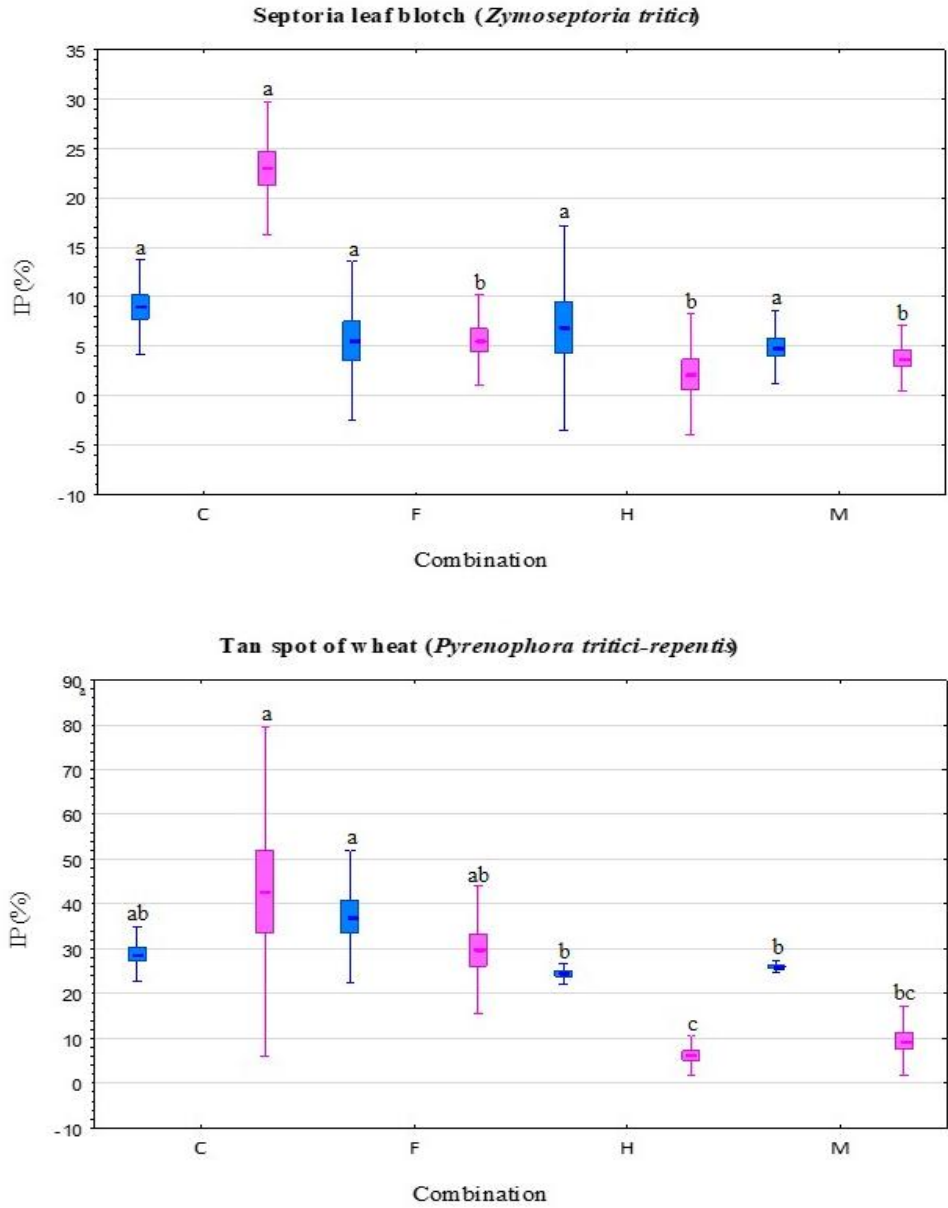 Septoria leaf blotch (Zymoseptoria tritici)
35
30
25
20
15
10
5
0
-5
-10
IP(%)
a
a
a
b
a
b
a
b
C F H M
Combination
Tan spot of wheat (Pyrenophora tritici-repentis)
90
a
80
70
60
50
40
30
20
10
0
-10
IP(%)
ab
a
a
ab
b
c
b
bc
C F H M
Combination